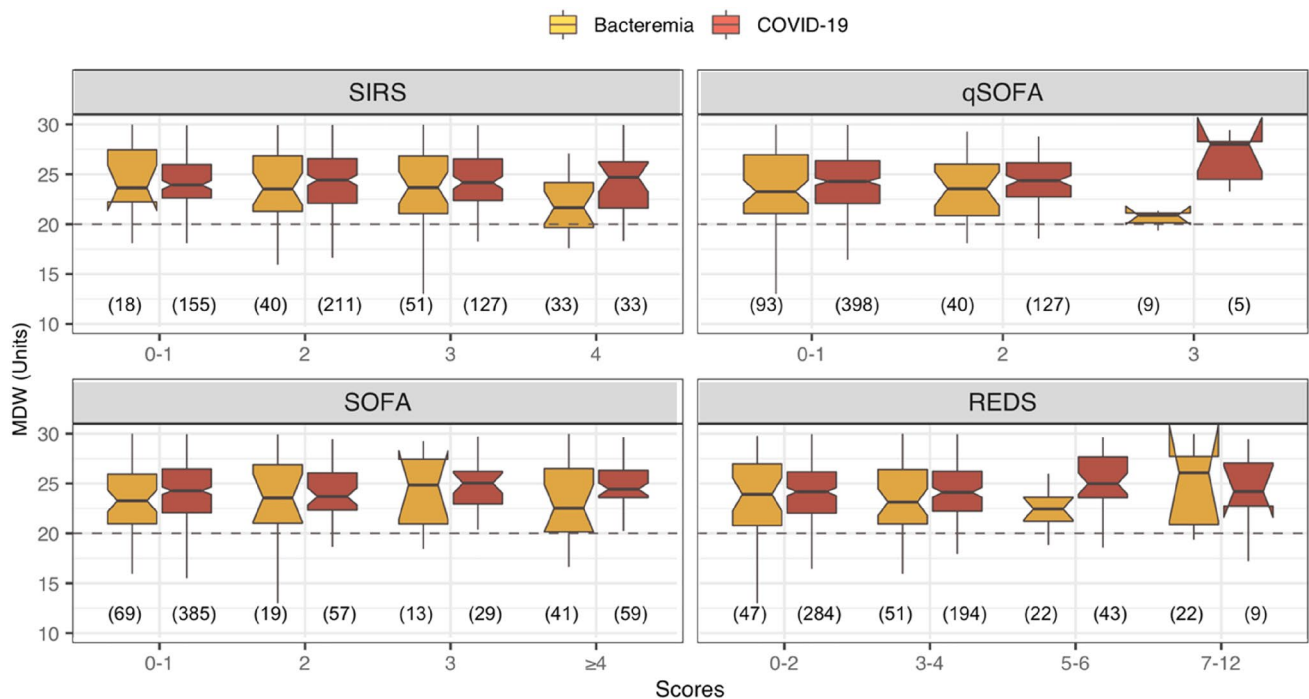 Bacteremia COVID-19
SIRS qSOFA
30
25
20
15
10
(18) (155) (40) (211) (51) (127) (33) (33) (93) (398) (40) (127) (9) (5)
0-1 2 3 4 0-1 2 3
MDW (Units)
SOFA REDS
30
25
20
15
10
(69) (385) (19) (57) (13) (29) (41) (59) (47) (284) (51) (194) (22) (43) (22) (9)
0-1 2 3 ≥4 0-2 3-4 5-6 7-12
Scores